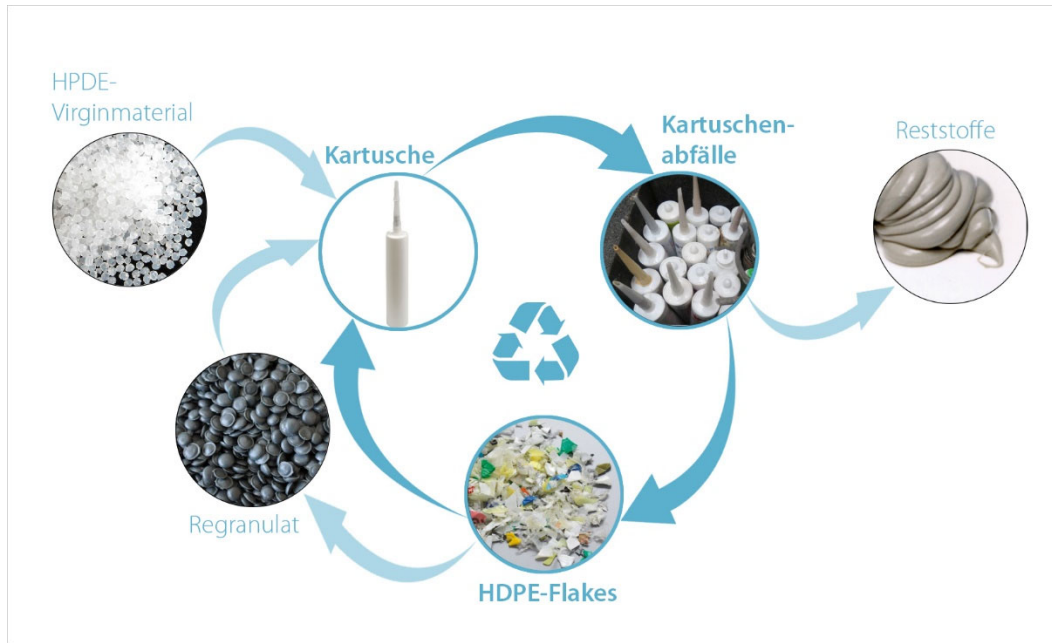 HPDE-
Virginmaterial
Kartusche
Kartuschen-
abfälle
Reststoffe
Regranulat
HDPE-Flakes